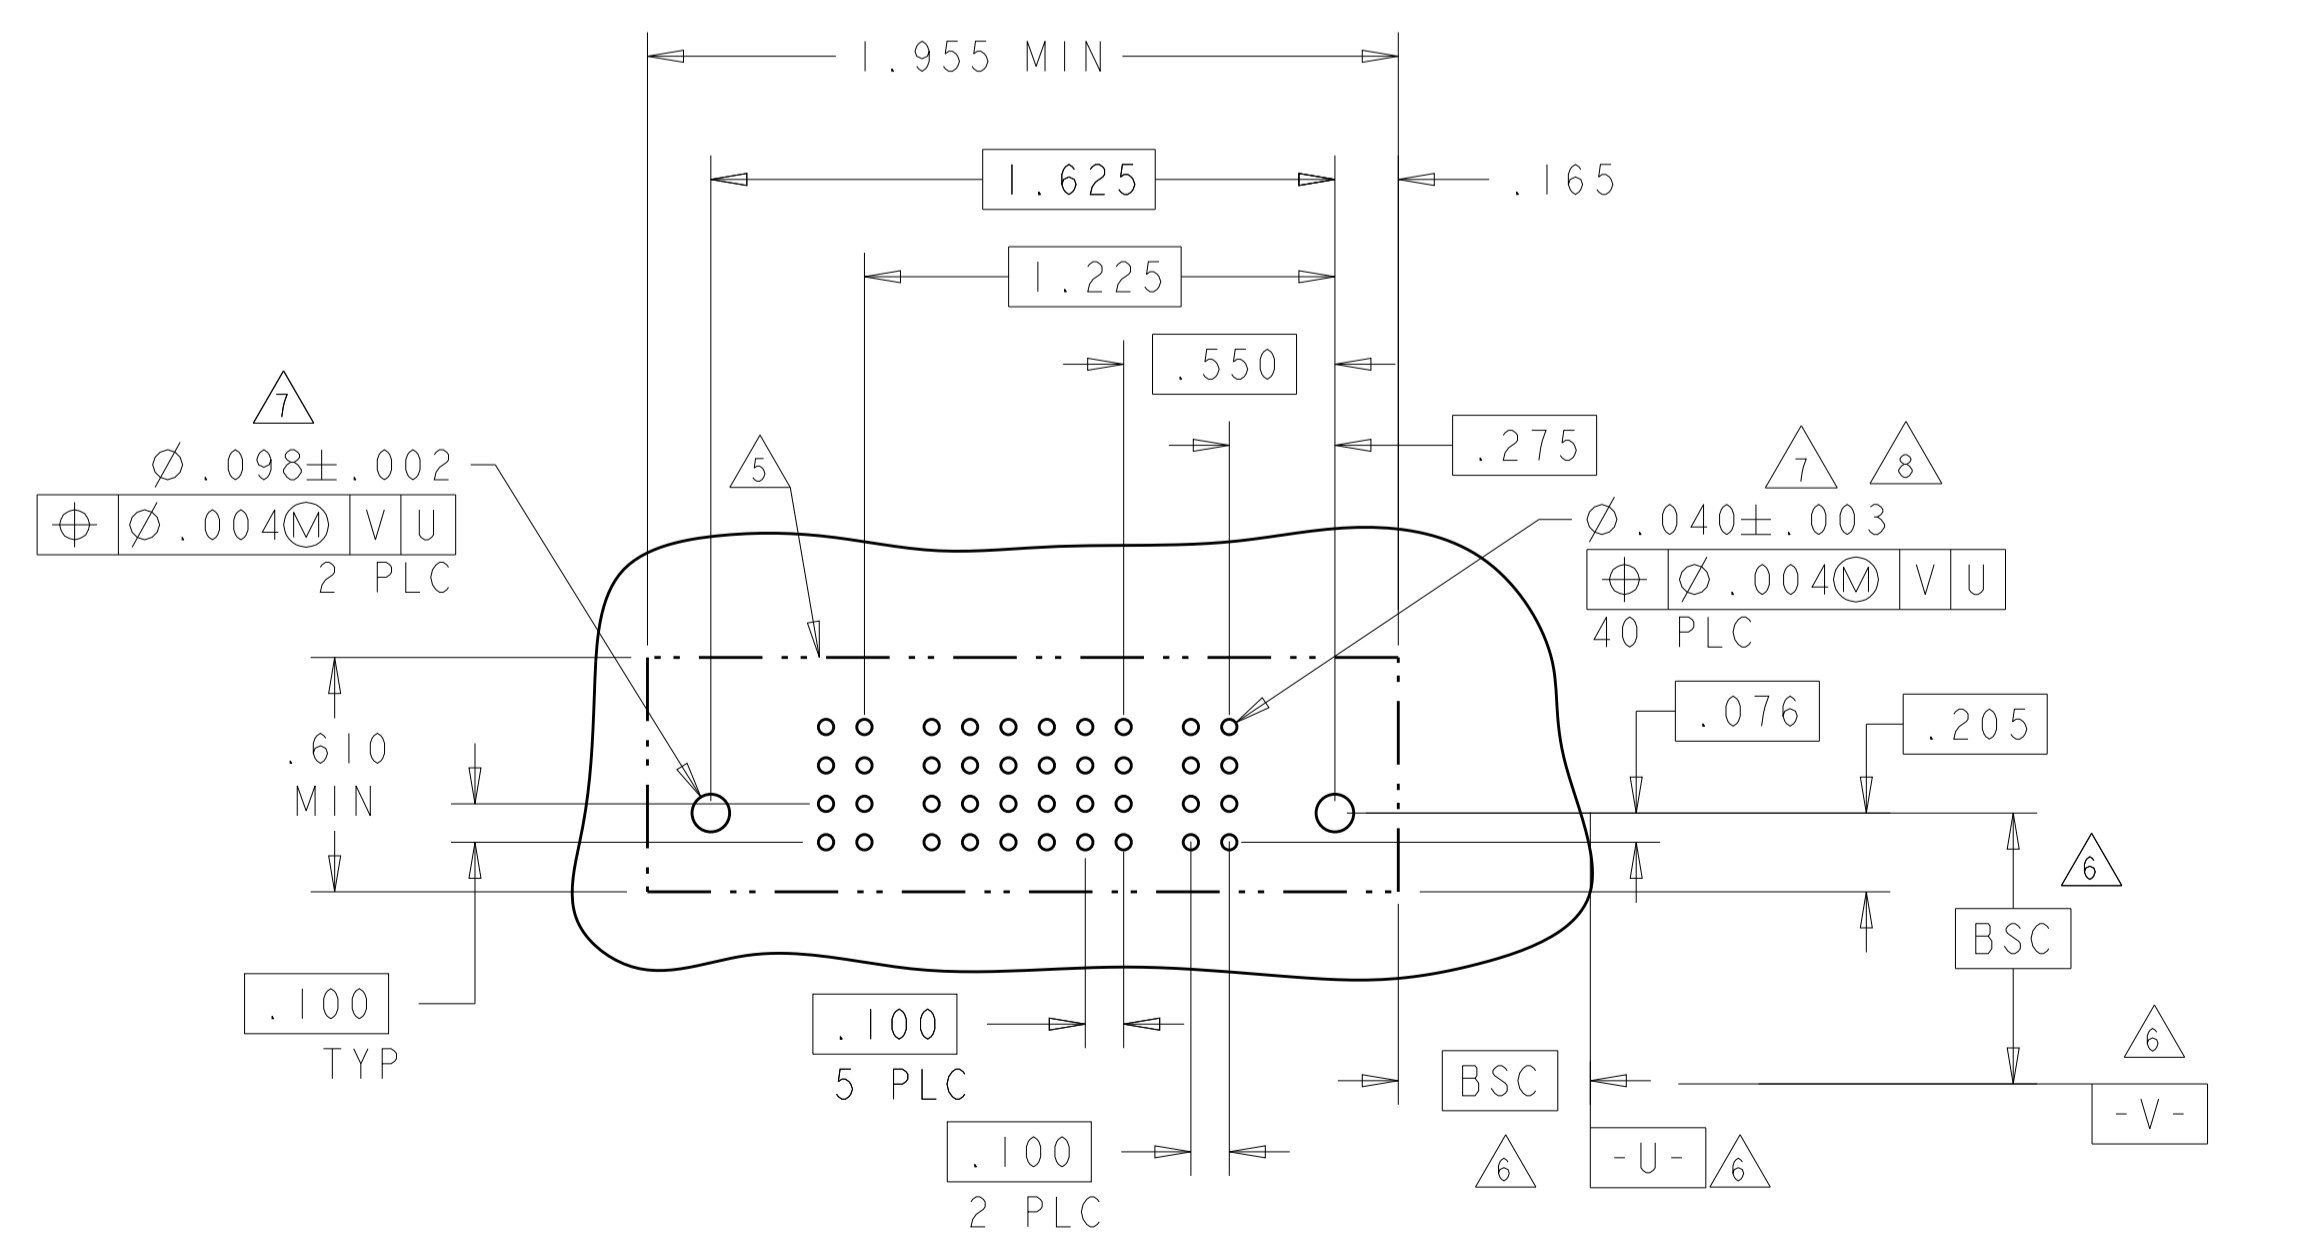 1.955 MIN
1.625
.165
1.225
.550
7
.275
5
7 8
⌀.098±.002
⌖ ⌀.004Ⓜ V U
2 PLC
⌀.040±.003
⌖ ⌀.004Ⓜ V U
40 PLC
.076
.205
.610
MIN
6
BSC
.100
TYP
.100
5 PLC
BSC
6
-V-
.100
2 PLC
6
-U- 6